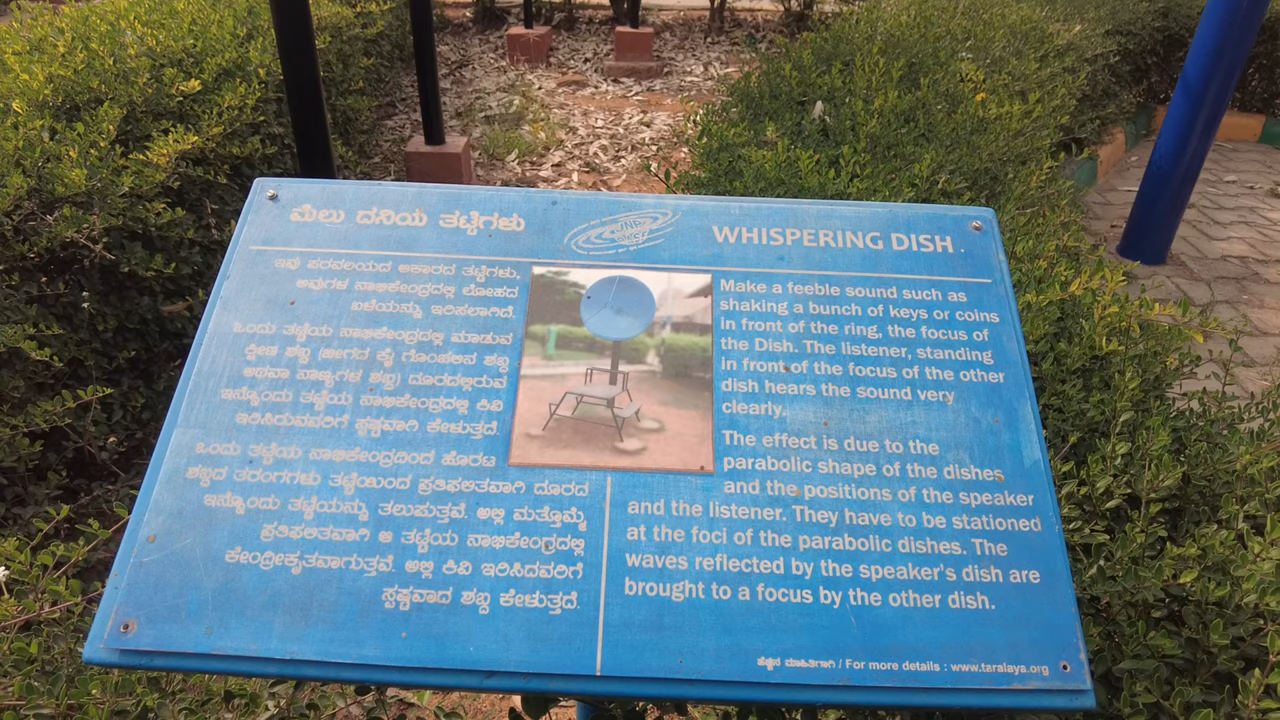 ಮೆಲು ದನಿಯ ತಟ್ಟೆಗಳು
ಇವು ಪರವಲಯದ ಆಕಾರದ ತಟ್ಟೆಗಳು.
ಅವುಗಳ ನಾಭಿಕೇಂದ್ರದಲ್ಲಿ ಲೋಹದ
ಬಳೆಯನ್ನು ಇರಿಸಲಾಗಿದೆ.
ಒಂದು ತಟ್ಟೆಯ ನಾಭಿಕೇಂದ್ರದಲ್ಲಿ ಮಾಡುವ
ಕ್ಷೀಣ ಶಬ್ದ (ಬೀಗದ ಕೈ ಗೊಂಚಲಿನ ಶಬ್ದ
ಅಥವಾ ನಾಣ್ಯಗಳ ಶಬ್ದ) ದೂರದಲ್ಲಿರುವ
ಇನ್ನೊಂದು ತಟ್ಟೆಯ ನಾಭಿಕೇಂದ್ರದಲ್ಲಿ ಕಿವಿ
ಇರಿಸಿರುವವರಿಗೆ ಸ್ಪಷ್ಟವಾಗಿ ಕೇಳುತ್ತದೆ.
ಒಂದು ತಟ್ಟೆಯ ನಾಭಿಕೇಂದ್ರದಿಂದ ಹೊರಟ
ಶಬ್ದದ ತರಂಗಗಳು ತಟ್ಟೆಯಿಂದ ಪ್ರತಿಫಲಿತವಾಗಿ ದೂರದ
ಇನ್ನೊಂದು ತಟ್ಟೆಯನ್ನು ತಲುಪುತ್ತವೆ. ಅಲ್ಲಿ ಮತ್ತೊಮ್ಮೆ
ಪ್ರತಿಫಲಿತವಾಗಿ ಆ ತಟ್ಟೆಯ ನಾಭಿಕೇಂದ್ರದಲ್ಲಿ
ಕೇಂದ್ರೀಕೃತವಾಗುತ್ತವೆ. ಅಲ್ಲಿ ಕಿವಿ ಇರಿಸಿದವರಿಗೆ
ಸ್ಪಷ್ಟವಾದ ಶಬ್ದ ಕೇಳುತ್ತದೆ.
WHISPERING DISH .
Make a feeble sound such as
shaking a bunch of keys or coins
in front of the ring, the focus of
the Dish. The listener, standing
in front of the focus of the other
dish hears the sound very
clearly.
The effect is due to the
parabolic shape of the dishes
and the positions of the speaker
and the listener. They have to be stationed
at the foci of the parabolic dishes. The
waves reflected by the speaker's dish are
brought to a focus by the other dish.
ಹೆಚ್ಚಿನ ಮಾಹಿತಿಗಾಗಿ / For more details : www.taralaya.org